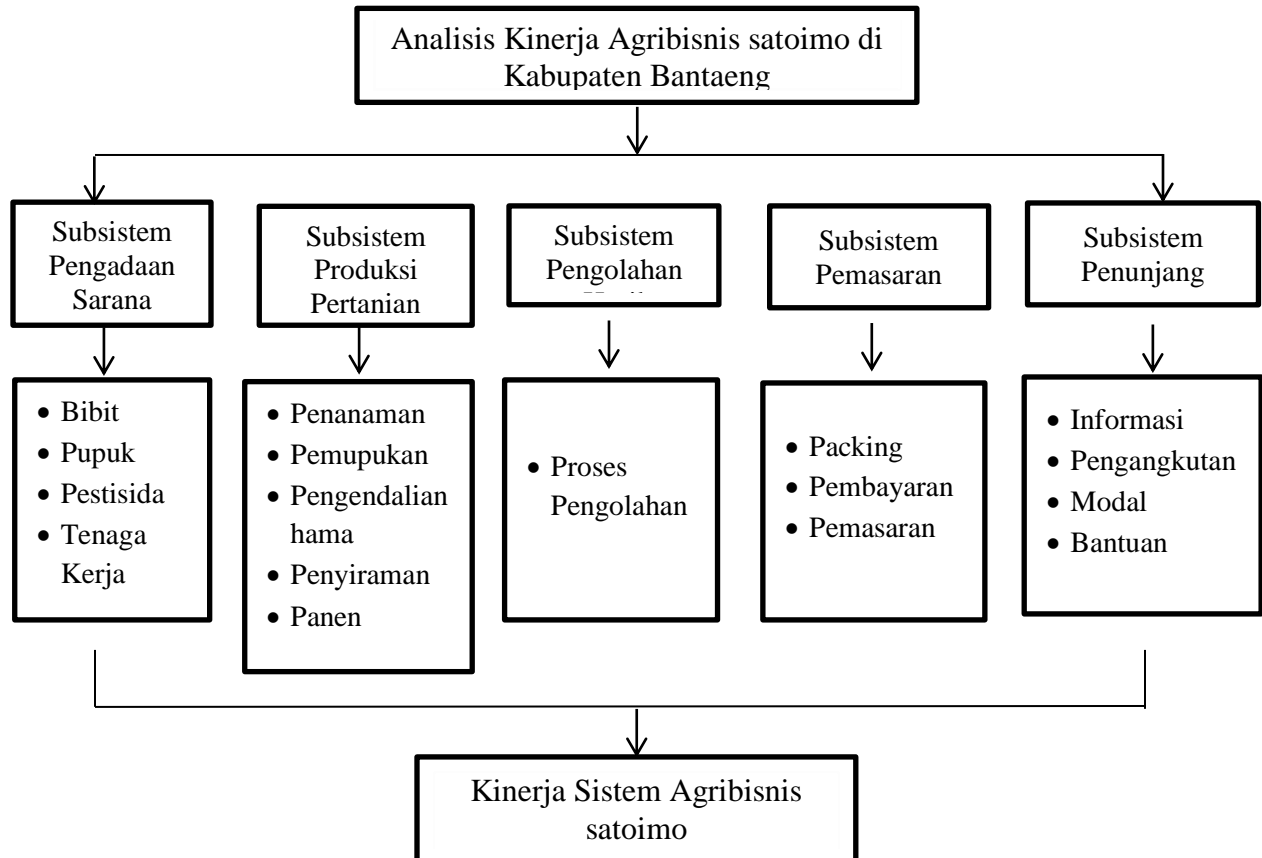 Analisis Kinerja Agribisnis satoimo di
Kabupaten Bantaeng
Subsistem
Pengadaan
Sarana
Subsistem
Produksi
Pertanian
Subsistem
Pengolahan
Subsistem
Pemasaran
Subsistem
Penunjang
• Bibit
• Pupuk
• Pestisida
• Tenaga
Kerja
• Penanaman
• Pemupukan
• Pengendalian
hama
• Penyiraman
• Panen
• Proses
Pengolahan
• Packing
• Pembayaran
• Pemasaran
• Informasi
• Pengangkutan
• Modal
• Bantuan
Kinerja Sistem Agribisnis
satoimo